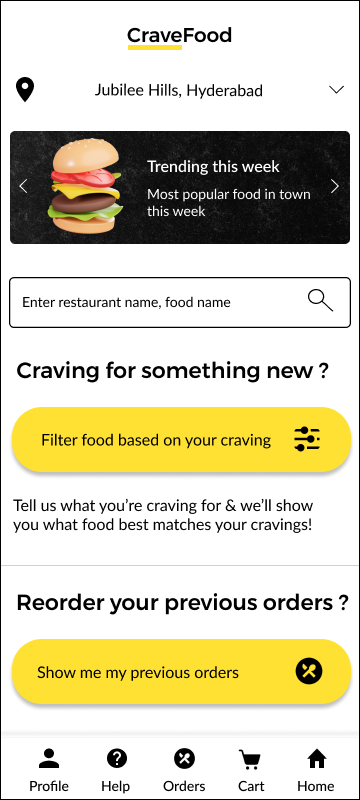 CraveFood
Jubilee Hills, Hyderabad
Trending this week
Most popular food in town
this week
Enter restaurant name, food name
Craving for something new ?
Filter food based on your craving
Tell us what you're craving for & we'll show
you what food best matches your cravings!
Reorder your previous orders ?
Show me my previous orders
Profile Help Orders Cart Home